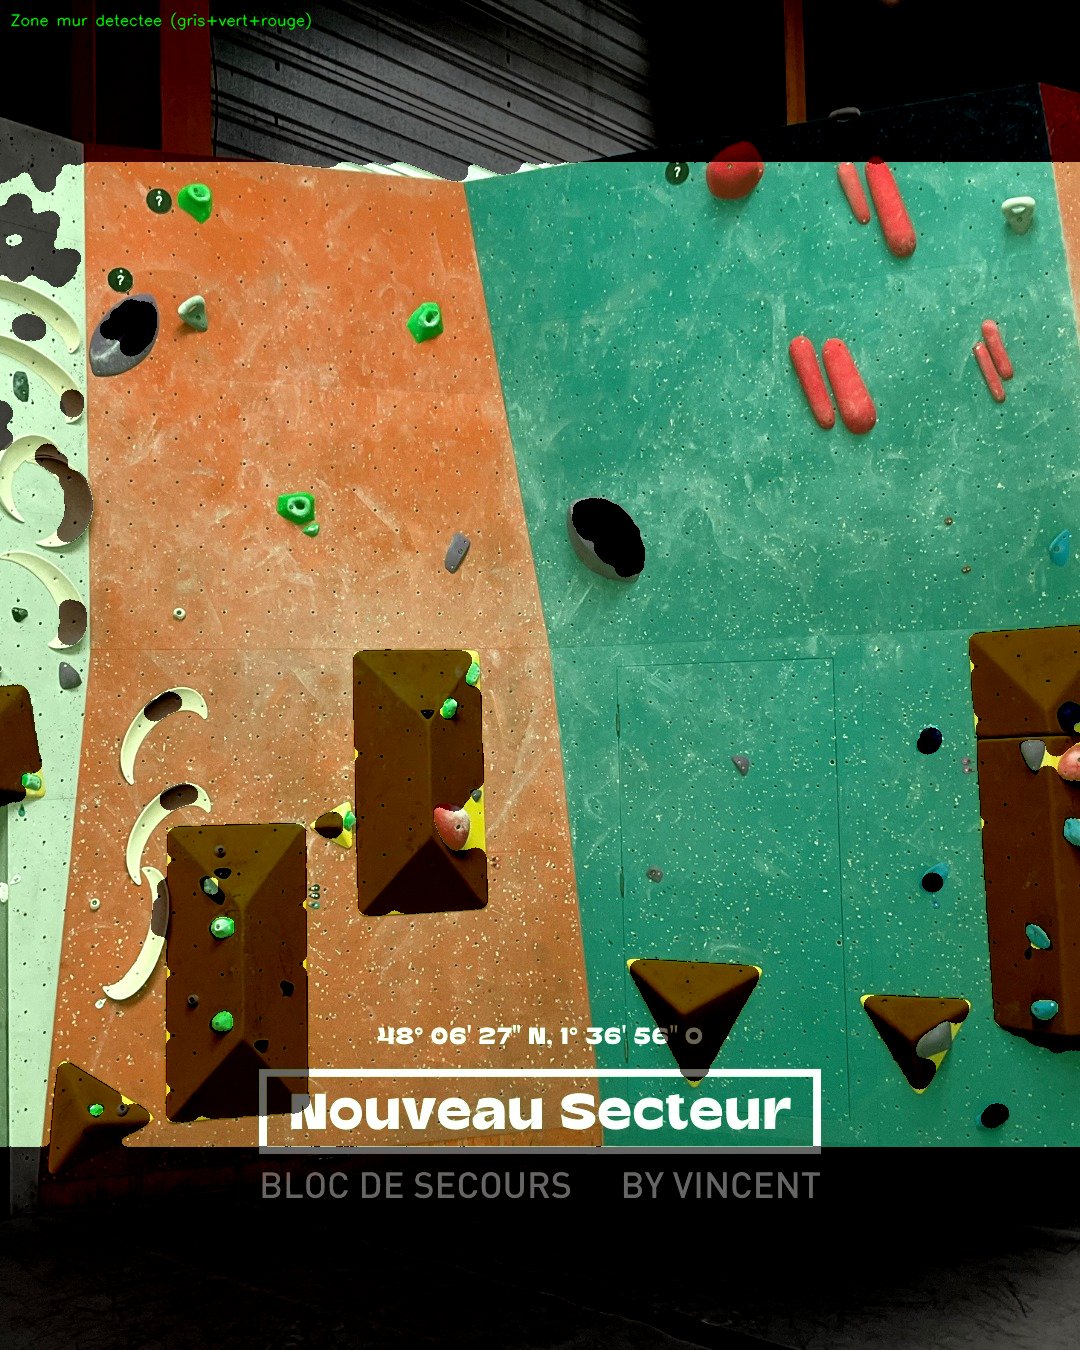 Zone mur detectee (gris+vert+rouge)
?
?
?
48° 06' 27" N, 1° 36' 56" O
Nouveau Secteur
BLOC DE SECOURS BY VINCENT